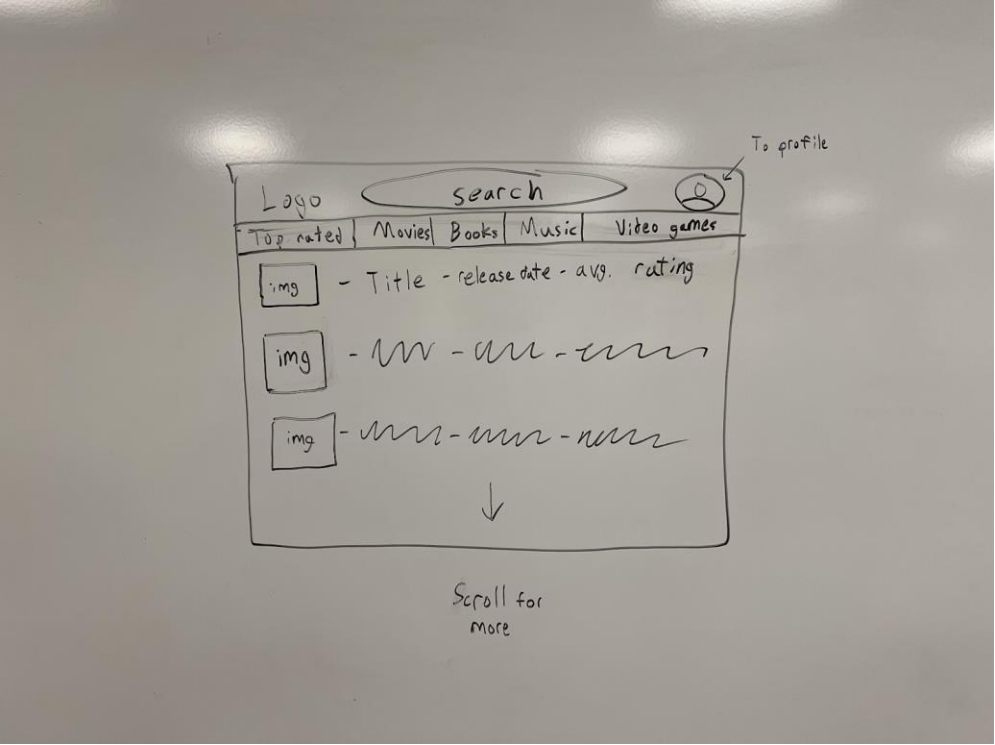 To profile
Logo
search
Top rated
Movies
Books
Music
Video games
img - Title - release date - avg. rating
img
img
Scroll for
more